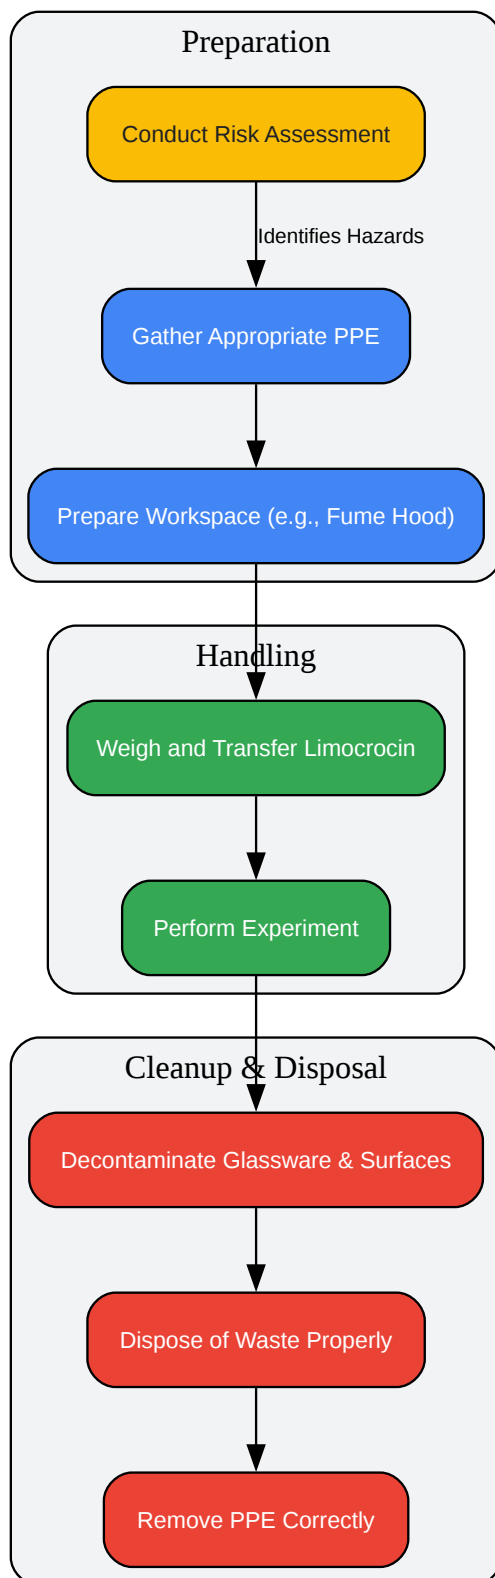 Preparation
Conduct Risk Assessment
Identifies Hazards
Gather Appropriate PPE
Prepare Workspace (e.g., Fume Hood)
Handling
Weigh and Transfer Limocrocin
Perform Experiment
Cleanup & Disposal
Decontaminate Glassware & Surfaces
Dispose of Waste Properly
Remove PPE Correctly